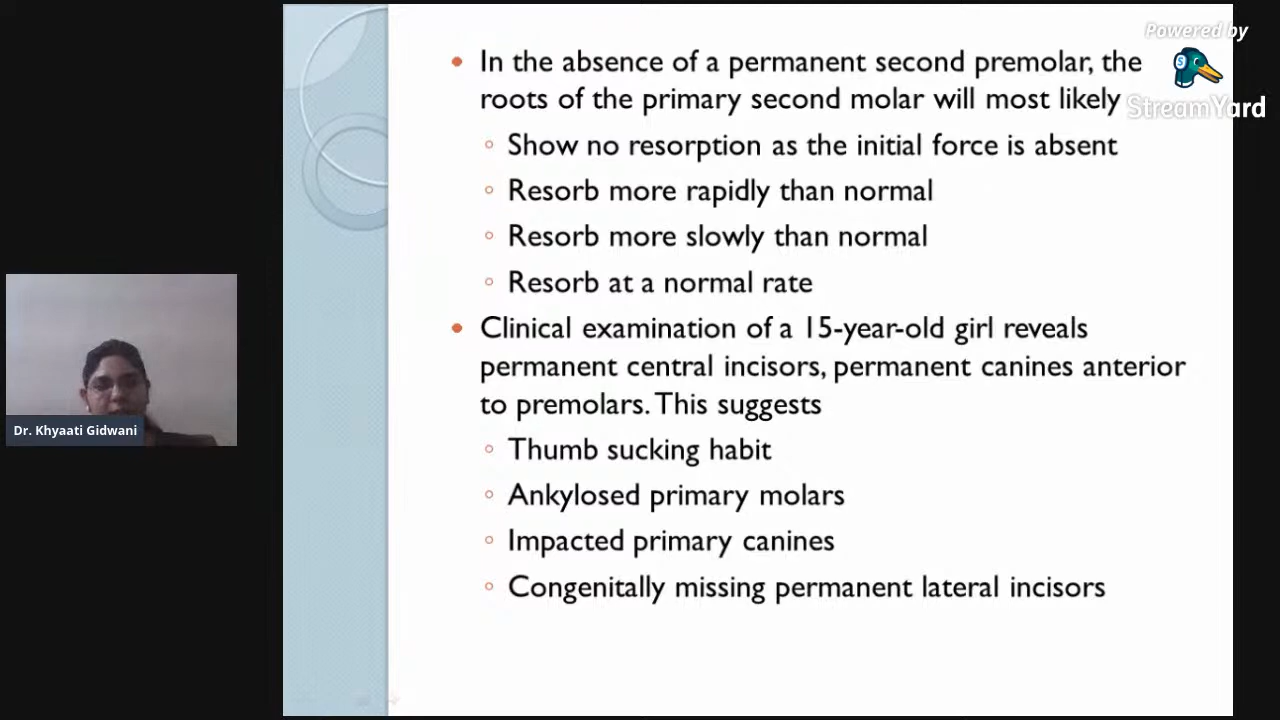 Powered by
StreamYard
In the absence of a permanent second premolar, the
roots of the primary second molar will most likely
Show no resorption as the initial force is absent
Resorb more rapidly than normal
Resorb more slowly than normal
Resorb at a normal rate
Clinical examination of a 15-year-old girl reveals
permanent central incisors, permanent canines anterior
to premolars. This suggests
Thumb sucking habit
Ankylosed primary molars
Impacted primary canines
Congenitally missing permanent lateral incisors
Dr. Khyaati Gidwani